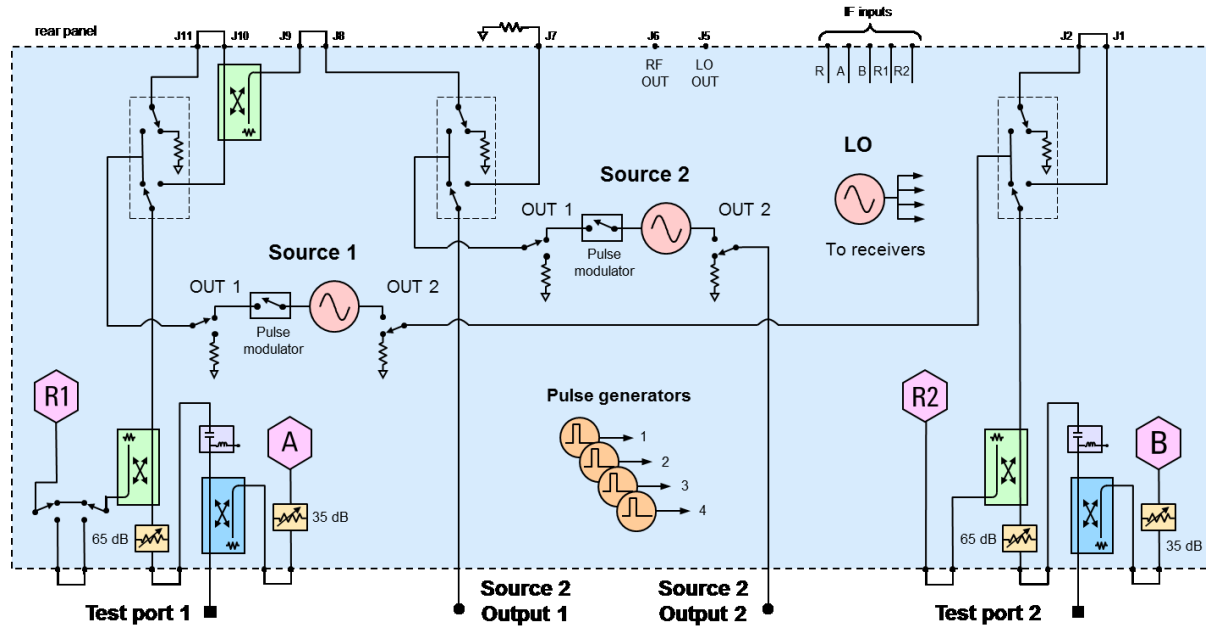 IF inputs
rear panel
J11
J10
J9
J8
J7
J6
J5
J2
J1
RF
OUT
LO
OUT
R
A
B
R1
R2
LO
Source 2
OUT 1
OUT 2
Pulse
modulator
To receivers
Source 1
OUT 1
OUT 2
Pulse
modulator
R1
A
Pulse generators
1
2
3
4
R2
B
35 dB
65 dB
65 dB
35 dB
Test port 1
Source 2
Output 1
Source 2
Output 2
Test port 2